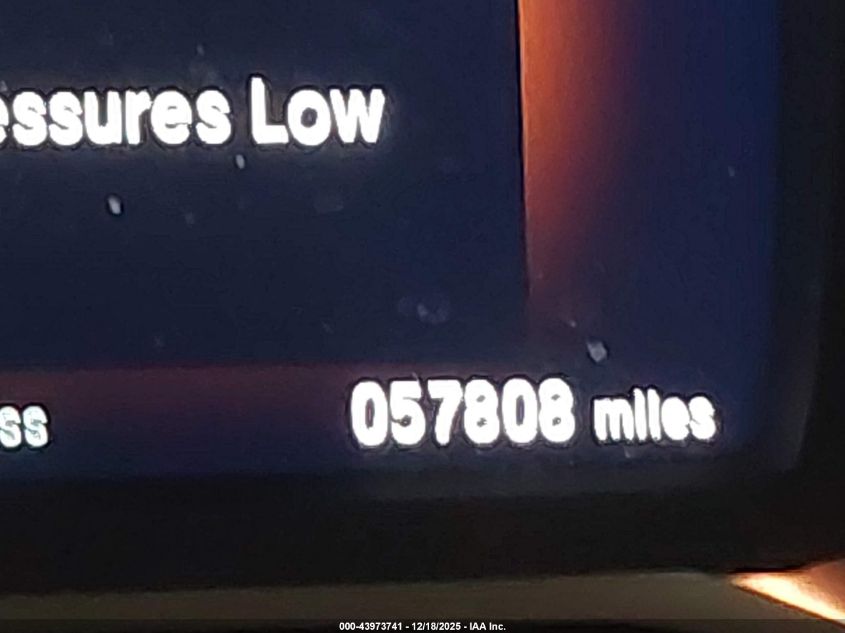 essures Low
ss
057808 miles
000-43973741 - 12/18/2025 - IAA Inc.